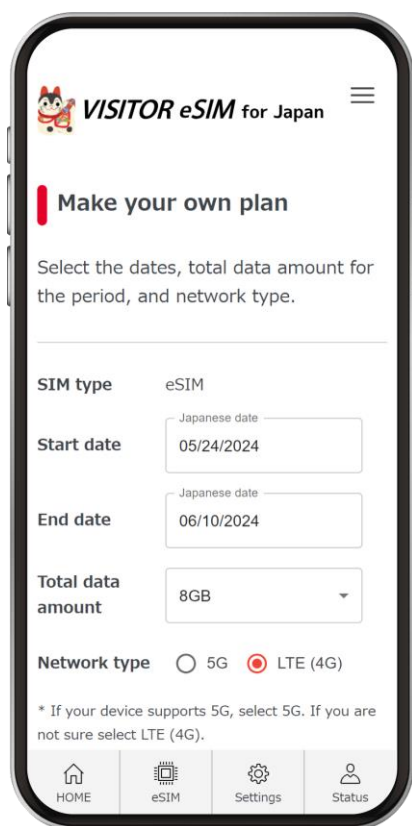 VISITOR eSIM for Japan
Make your own plan
Select the dates, total data amount for
the period, and network type.
SIM type eSIM
Japanese date
Start date 05/24/2024
Japanese date
End date 06/10/2024
Total data
amount 8GB
Network type 5G LTE (4G)
* If your device supports 5G, select 5G. If you are
not sure select LTE (4G).
HOME eSIM Settings Status